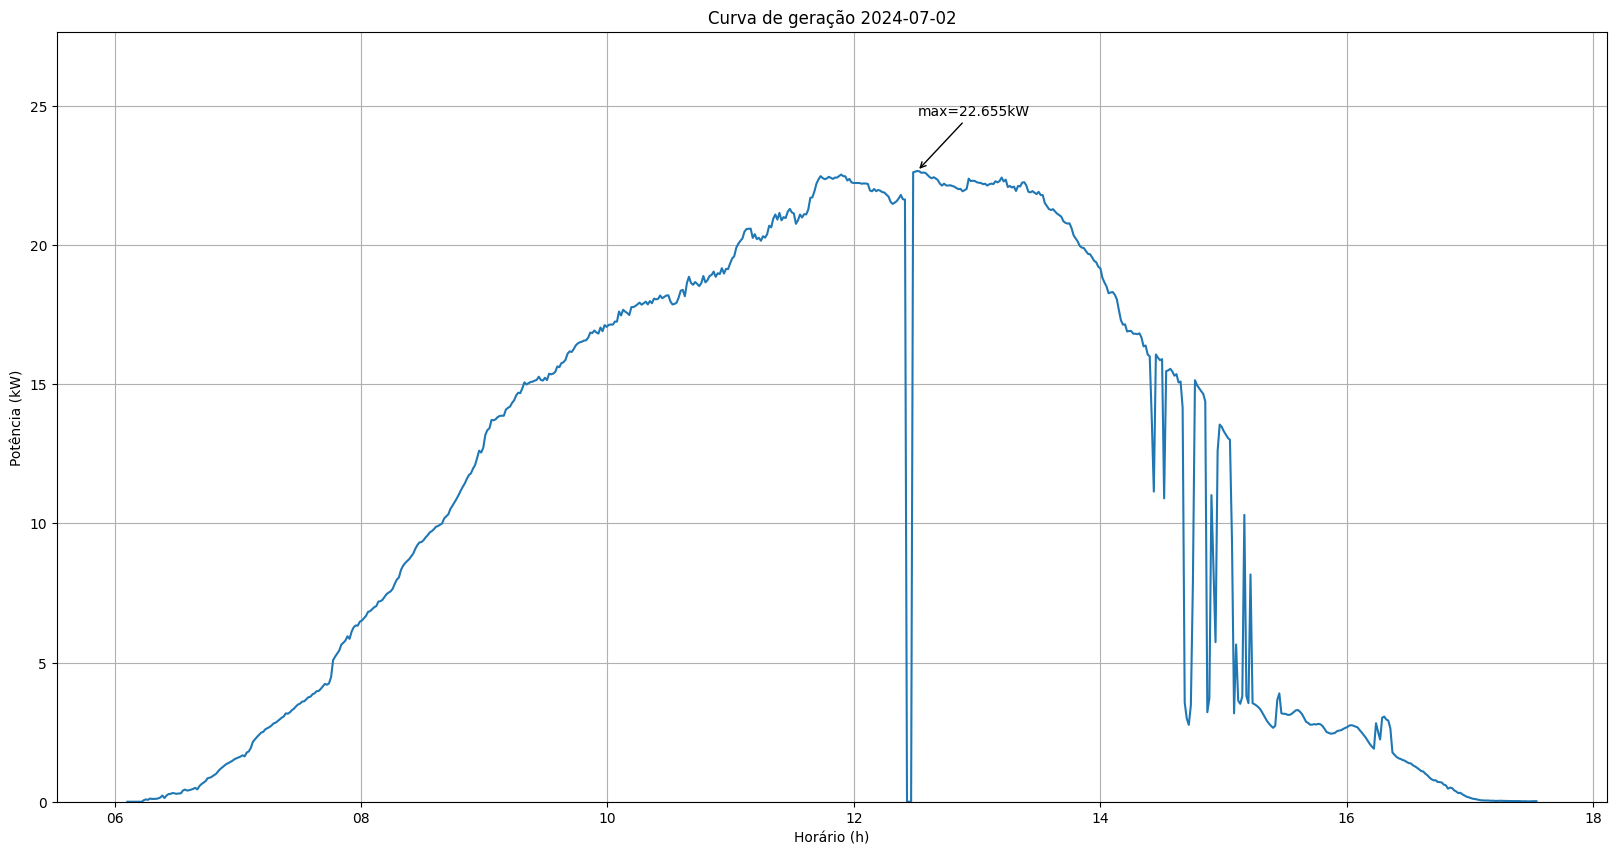 Curva de geração 2024-07-02
max=22.655kW
25
20
15
10
5
0
Potência (kW)
06 08 10 12 14 16 18
Horário (h)